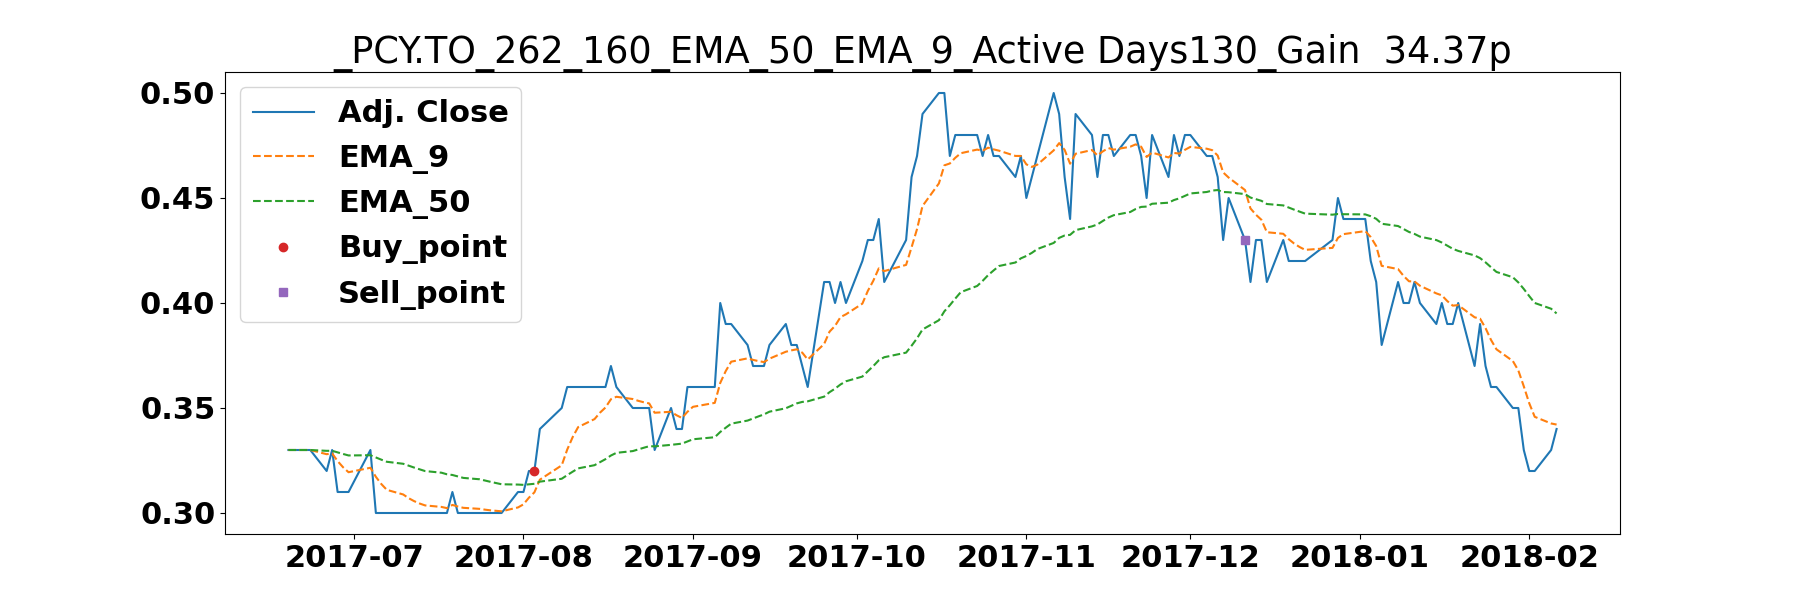 _PCY.TO_262_160_EMA_50_EMA_9_Active Days130_Gain  34.37p
0.50
0.45
0.40
0.35
0.30
Adj. Close
EMA_9
EMA_50
Buy_point
Sell_point
2017-07 2017-08 2017-09 2017-10 2017-11 2017-12 2018-01 2018-02